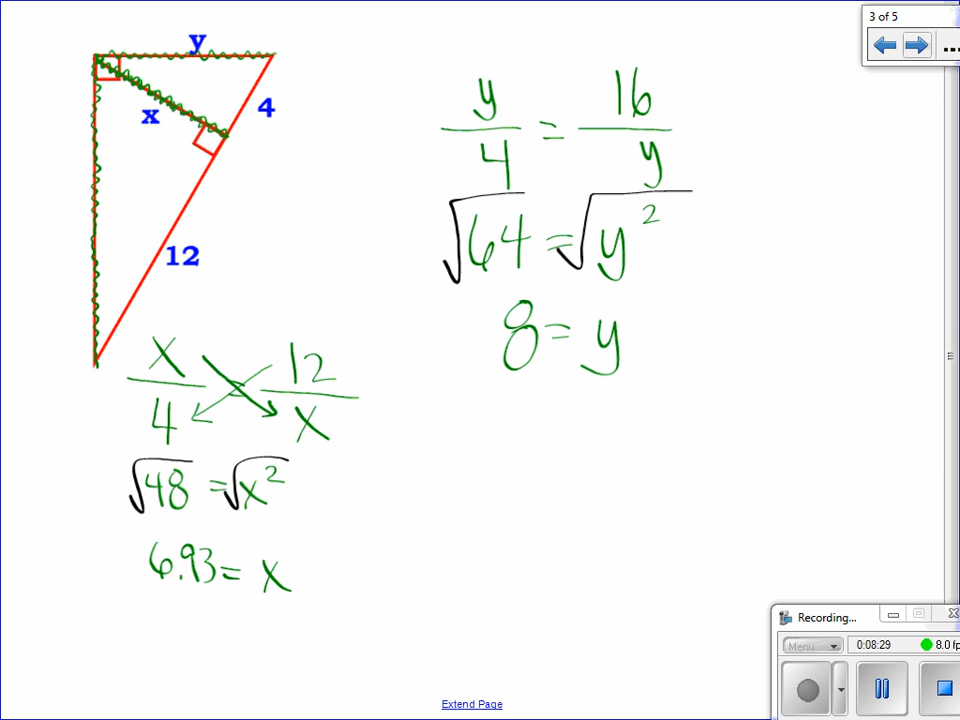 3 of 5
...
y
x
4
12
y/4 = 16/y
√64 = √y²
8 = y
x/4 = 12/x
√48 = √x²
6.93 = x
Recording...
Menu
0:08:29
8.0 fp
Extend Page